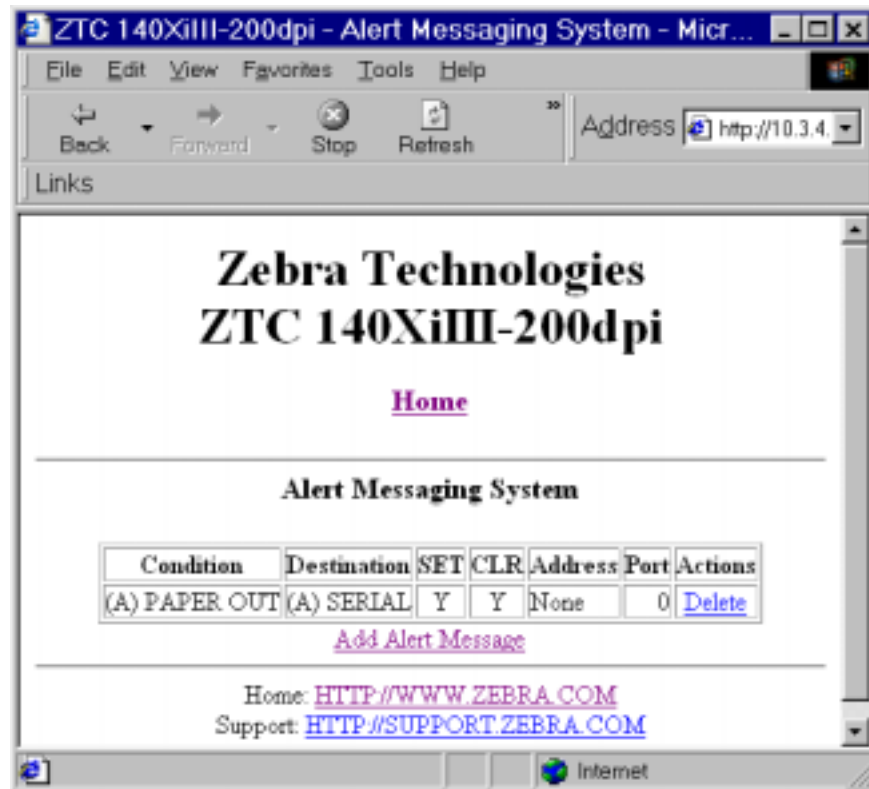 ZTC 140XiIII-200dpi - Alert Messaging System - Micr...
File Edit View Favorites Tools Help
Back Forward Stop Refresh » Address http://10.3.4.
Links
Zebra Technologies
ZTC 140XiIII-200dpi
Home
Alert Messaging System
Condition Destination SET CLR Address Port Actions
(A) PAPER OUT (A) SERIAL Y Y None 0 Delete
Add Alert Message
Home: HTTP://WWW.ZEBRA.COM
Support: HTTP://SUPPORT.ZEBRA.COM
Internet